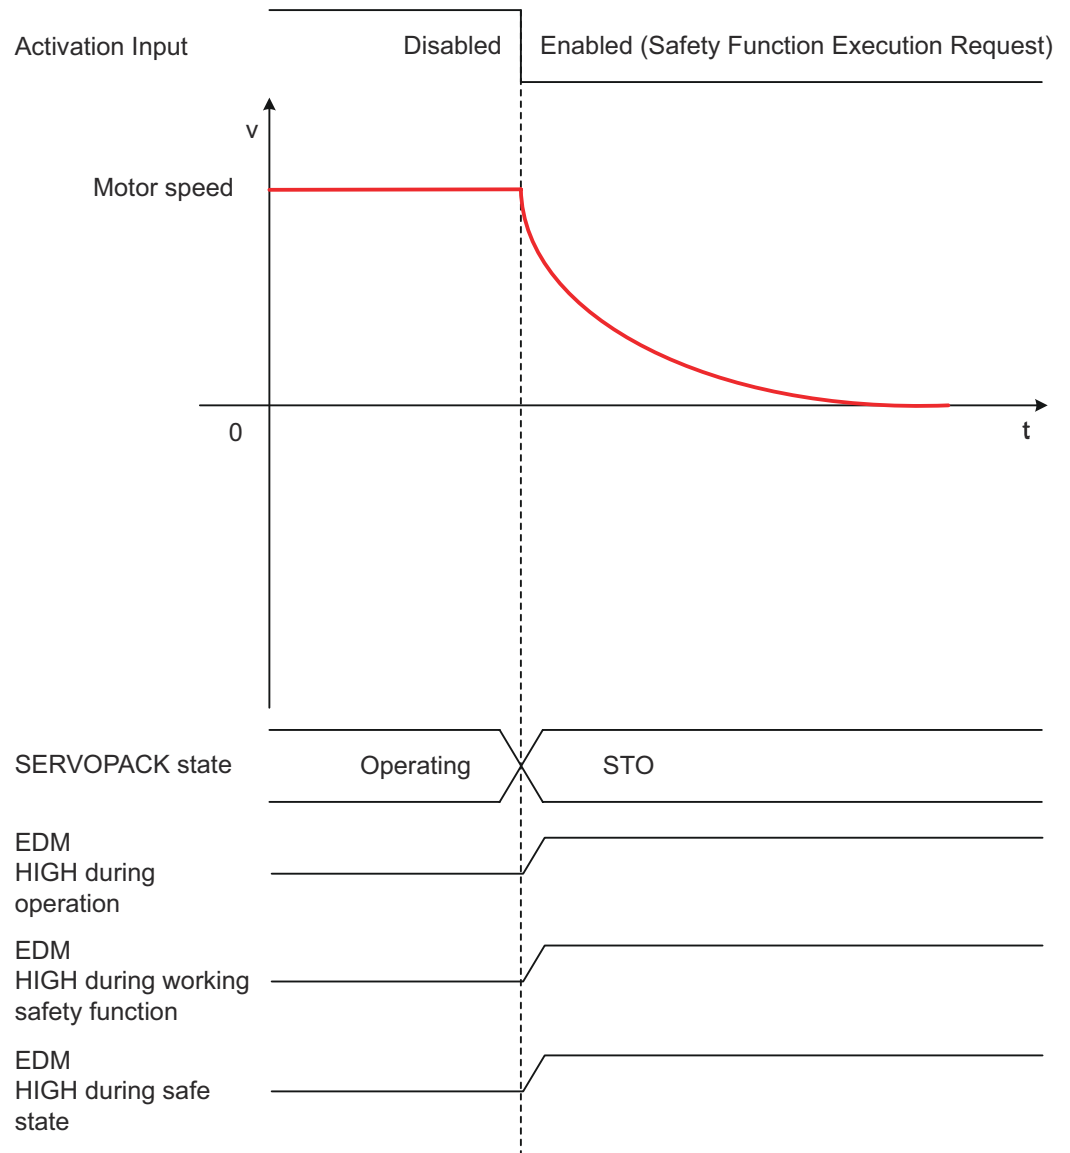 Activation Input
Disabled
Enabled (Safety Function Execution Request)
v
Motor speed
0
t
SERVOPACK state
Operating
STO
EDM
HIGH during
operation
EDM
HIGH during working
safety function
EDM
HIGH during safe
state